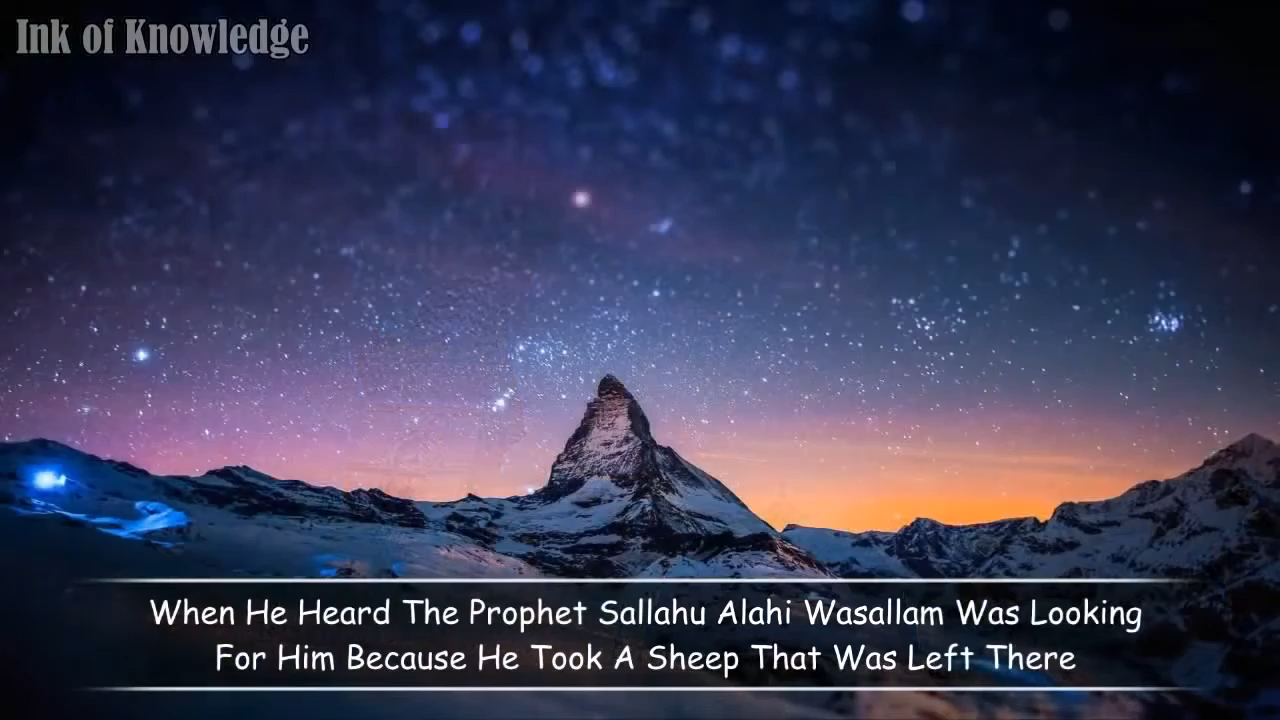 Ink of Knowledge
When He Heard The Prophet Sallahu Alahi Wasallam Was Looking
For Him Because He Took A Sheep That Was Left There